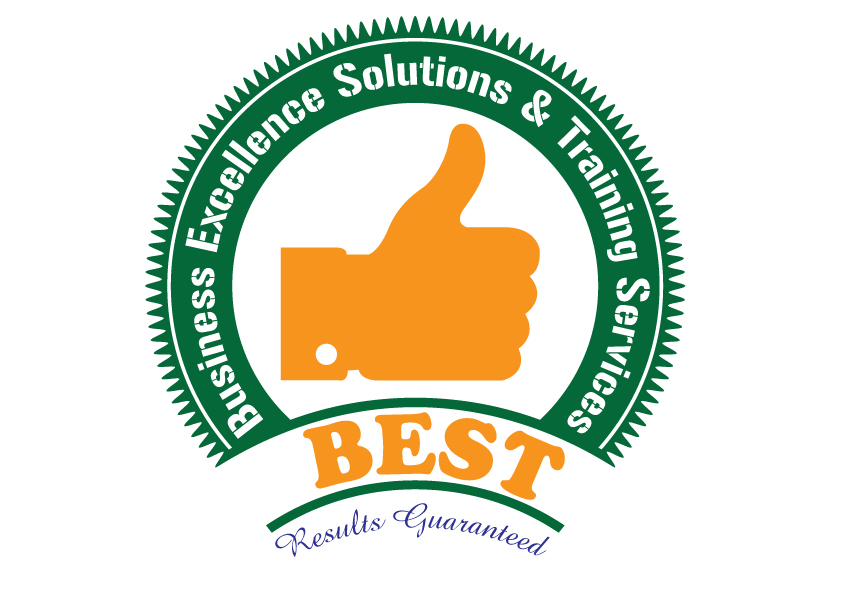 Business Excellence Solutions & Training Services
BEST
Results Guaranteed